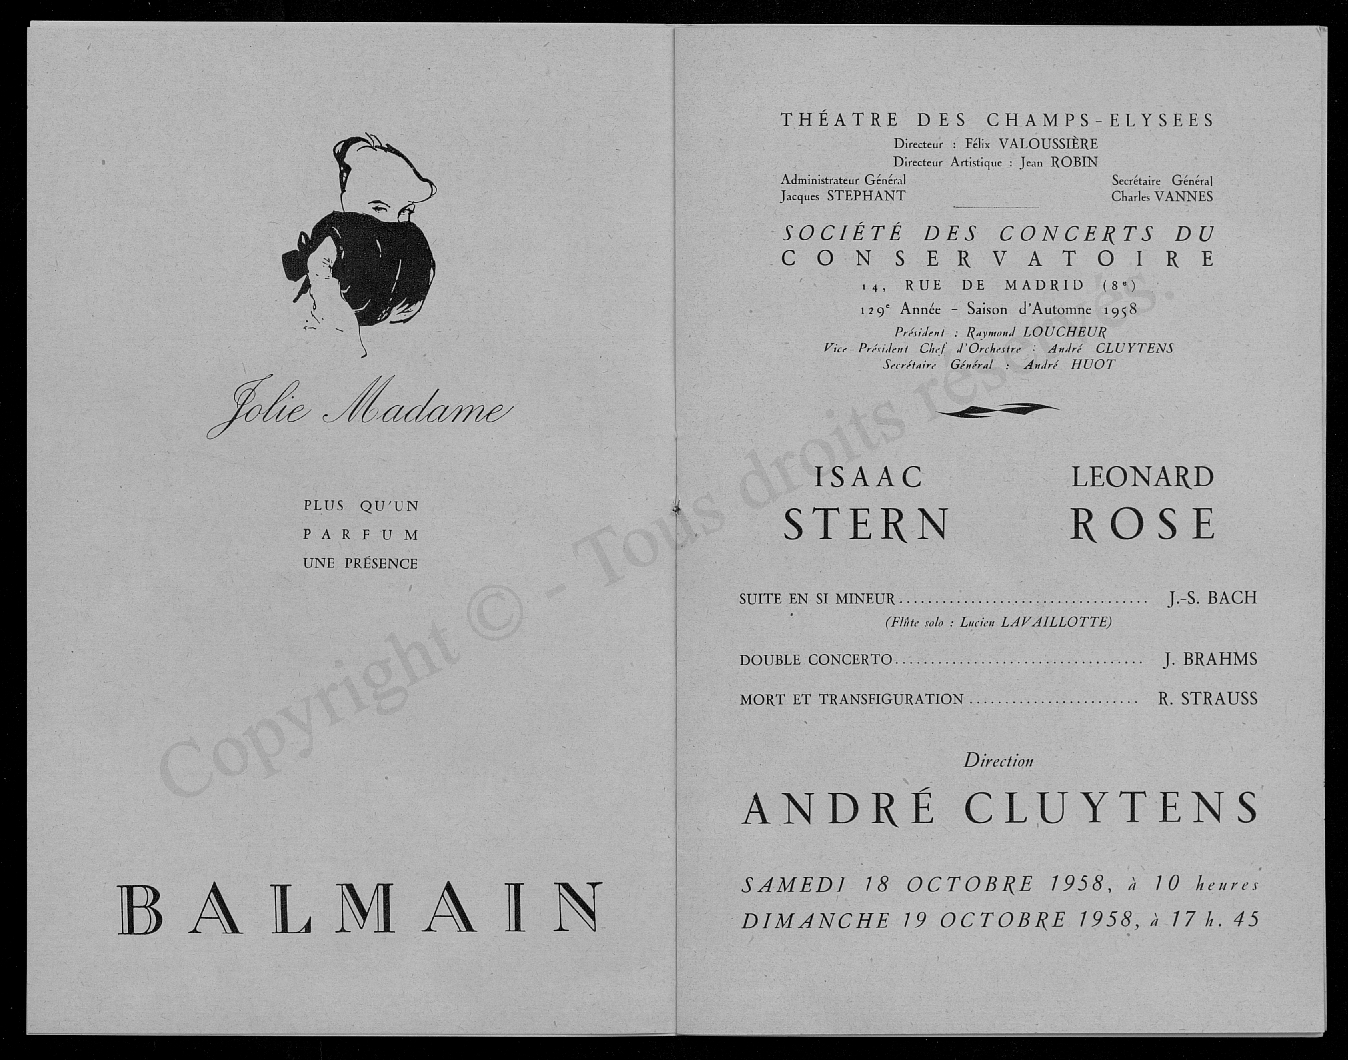 Jolie Madame
PLUS QU'UN
PARFUM
UNE PRÉSENCE
BALMAIN
THÉATRE DES CHAMPS-ELYSEES
Directeur : Félix VALOUSSIÈRE
Directeur Artistique : Jean ROBIN
Administrateur Général Secrétaire Général
Jacques STEPHANT Charles VANNES
SOCIÉTÉ DES CONCERTS DU
CONSERVATOIRE
14, RUE DE MADRID (8e)
129e Année - Saison d'Automne 1958
Président : Raymond LOUCHEUR
Vice Président Chef d'Orchestre : André CLUYTENS
Secrétaire Général : André HUOT
ISAAC LEONARD
STERN ROSE
SUITE EN SI MINEUR................................... J.-S. BACH
(Flûte solo : Lucien LAVAILLOTTE)
DOUBLE CONCERTO................................... J. BRAHMS
MORT ET TRANSFIGURATION........................ R. STRAUSS
Direction
ANDRÉ CLUYTENS
SAMEDI 18 OCTOBRE 1958, à 10 heures
DIMANCHE 19 OCTOBRE 1958, à 17 h. 45
Copyright © - Tous droits réservés.